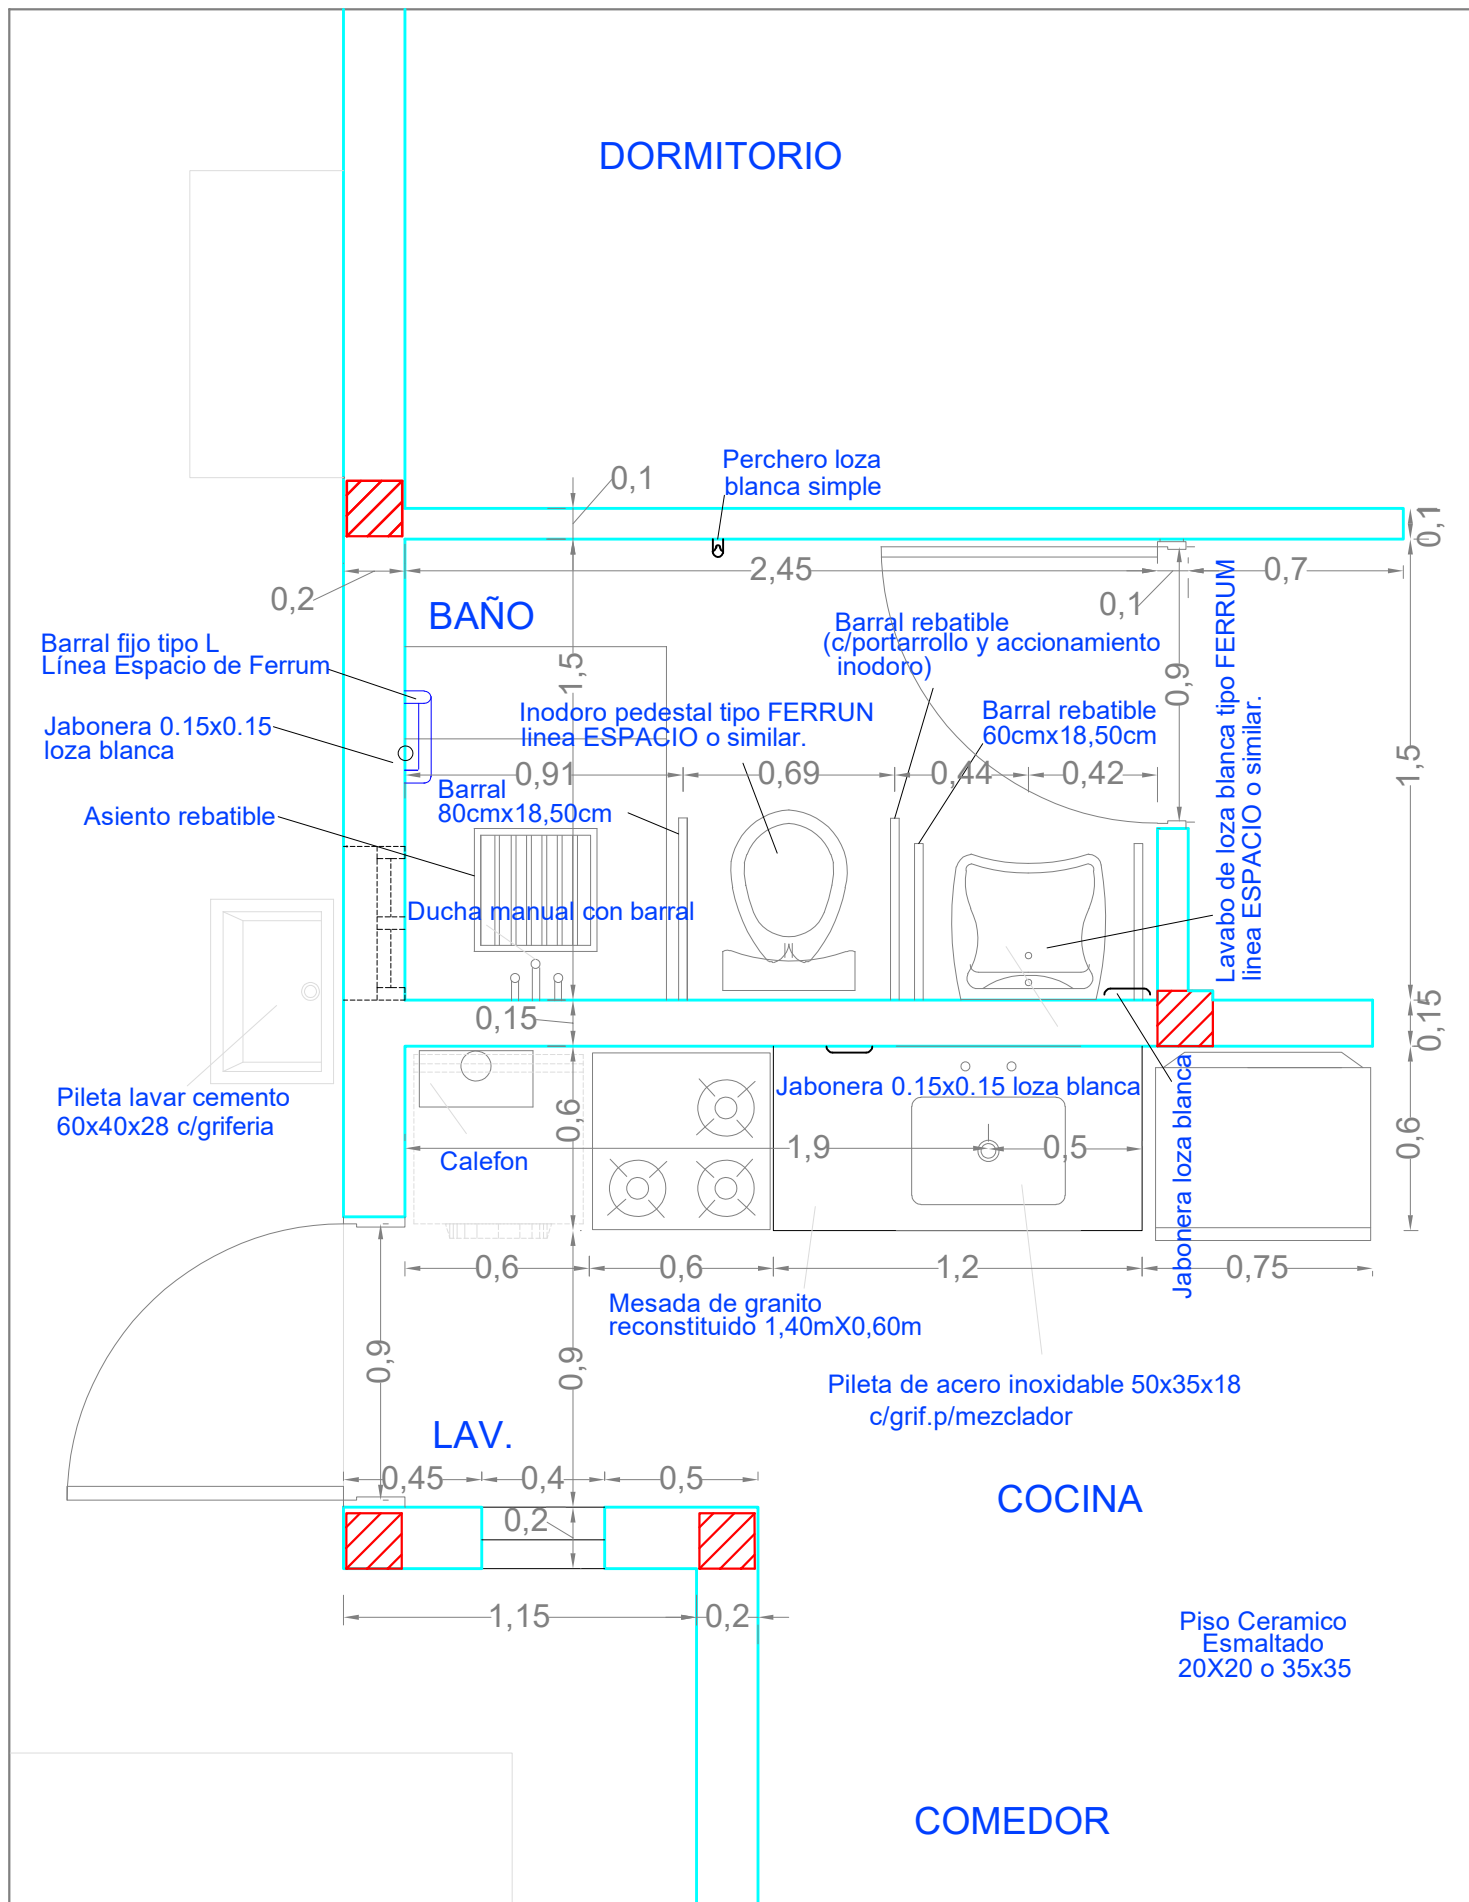 DORMITORIO
Perchero loza
blanca simple
0,1
0,1
2,45
0,7
0,2
0,1
BAÑO
Barral fijo tipo L
Línea Espacio de Ferrum
Barral rebatible
(c/portarrollo y accionamiento
inodoro)
1,5
0,9
Lavabo de loza blanca tipo FERRUM
linea ESPACIO o similar.
Jabonera 0.15x0.15
loza blanca
Inodoro pedestal tipo FERRUN
linea ESPACIO o similar.
Barral rebatible
60cmx18,50cm
0,91
0,69
0,44
0,42
1,5
Barral
80cmx18,50cm
Asiento rebatible
Ducha manual con barral
0,15
0,15
Pileta lavar cemento
60x40x28 c/griferia
Jabonera 0.15x0.15 loza blanca
Jabonera loza blanca
0,6
1,9
0,5
0,6
Calefon
0,6
0,6
1,2
0,75
Mesada de granito
reconstituido 1,40mX0,60m
0,9
0,9
Pileta de acero inoxidable 50x35x18
c/grif.p/mezclador
LAV.
0,45
0,4
0,5
COCINA
0,2
1,15
0,2
Piso Ceramico
Esmaltado
20X20 o 35x35
COMEDOR